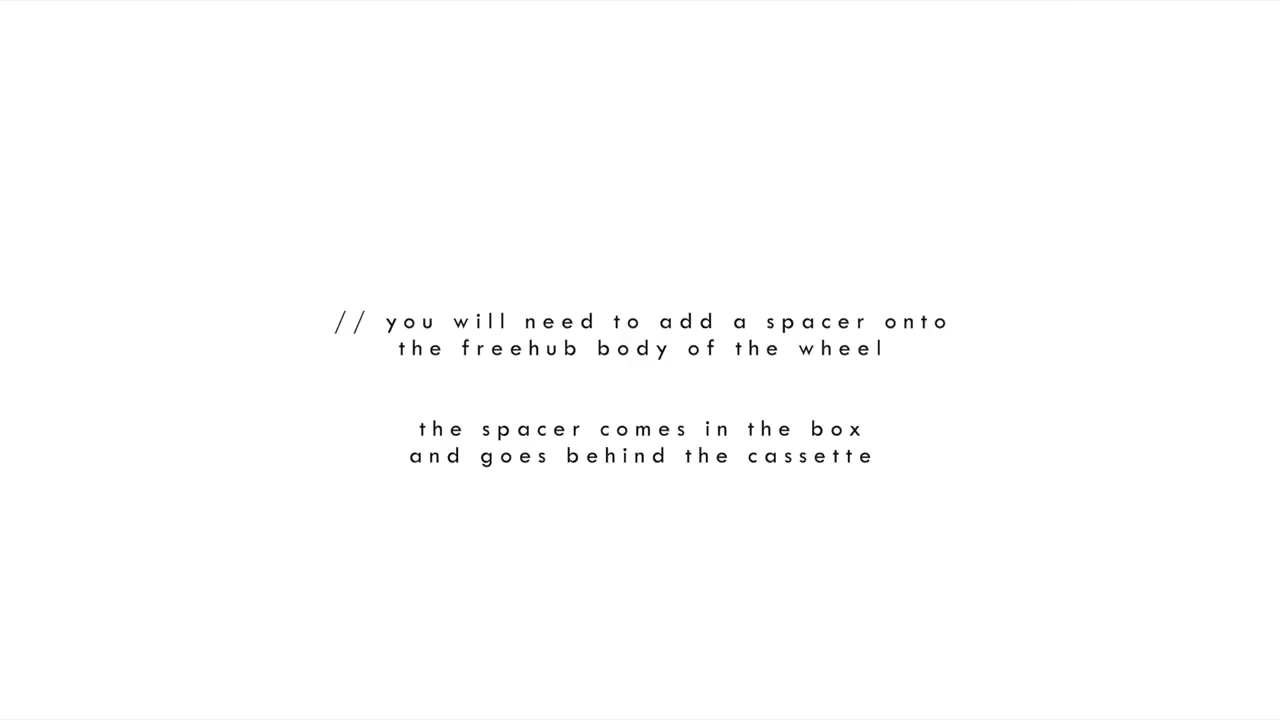 // you will need to add a spacer onto
the freehub body of the wheel
the spacer comes in the box
and goes behind the cassette